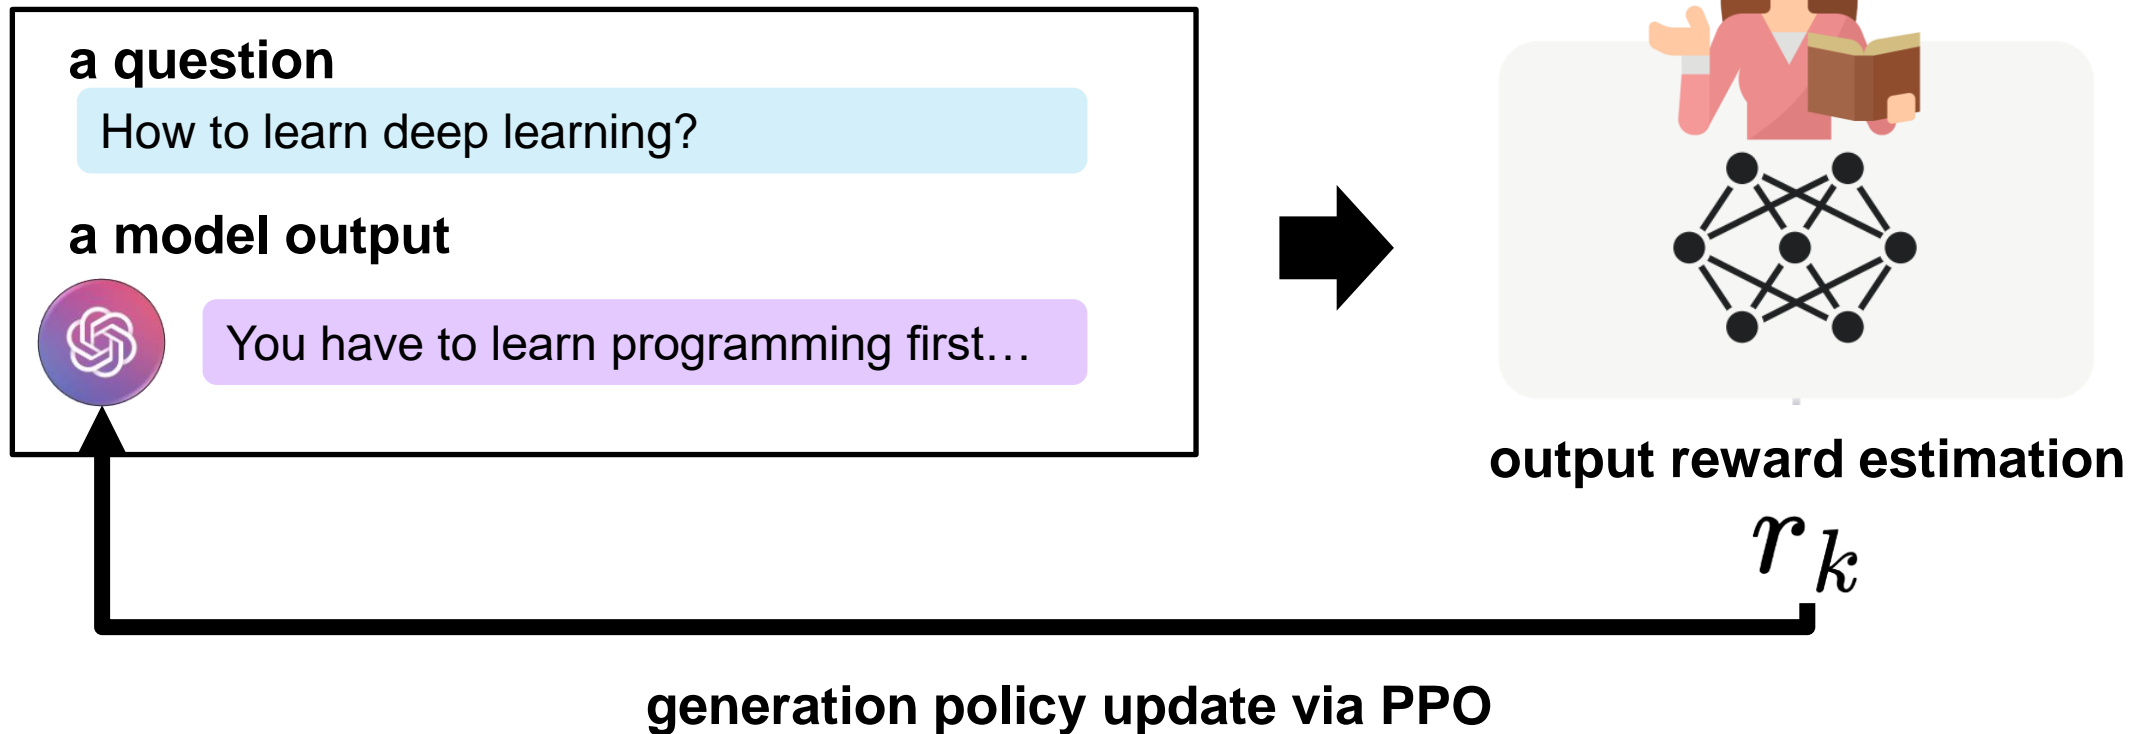 a question
How to learn deep learning?
a model output
You have to learn programming first…
output reward estimation
r_k
generation policy update via PPO